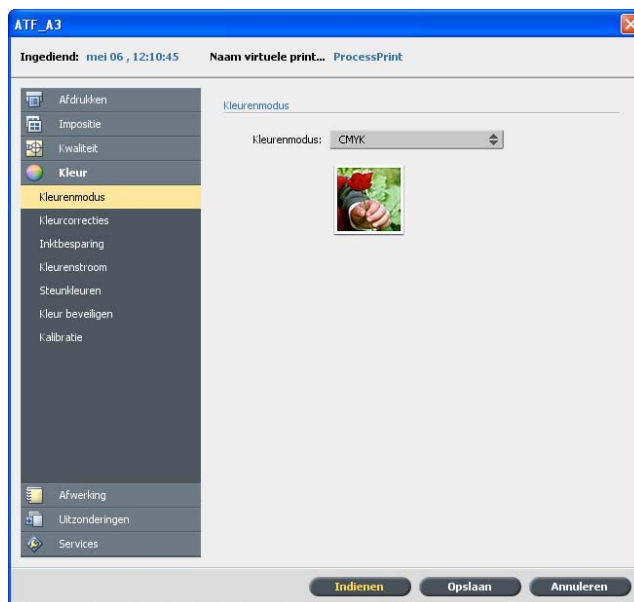 ATF_A3
Ingediend: mei 06 , 12:10:45 Naam virtuele print... ProcessPrint
Afdrukken
Impositie
Kwaliteit
Kleur
Kleurenmodus
Kleurcorrecties
Inktbesparing
Kleurenstroom
Steunkleuren
Kleur beveiligen
Kalibratie
Afwerking
Uitzonderingen
Services
Kleurenmodus
Kleurenmodus: CMYK
Indienen Opslaan Annuleren